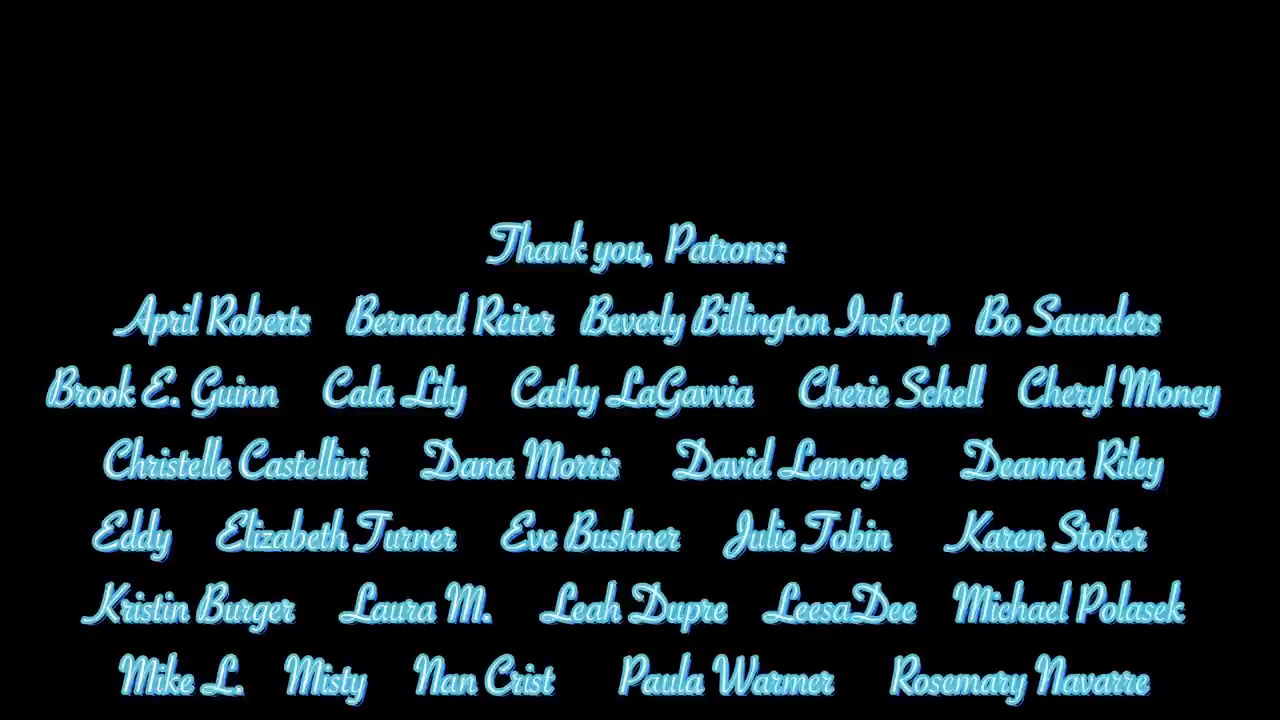 Thank you, Patrons:
April Roberts Bernard Reiter Beverly Billington Inskeep Bo Saunders
Brook E. Guinn Cala Lily Cathy LaGavvia Cherie Schell Cheryl Money
Christelle Castellini Dana Morris David Lemoyre Deanna Riley
Eddy Elizabeth Turner Eve Bushner Julie Tobin Karen Stoker
Kristin Burger Laura M. Leah Dupre LeesaDee Michael Polasek
Mike L. Misty Nan Crist Paula Warmer Rosemary Navarre